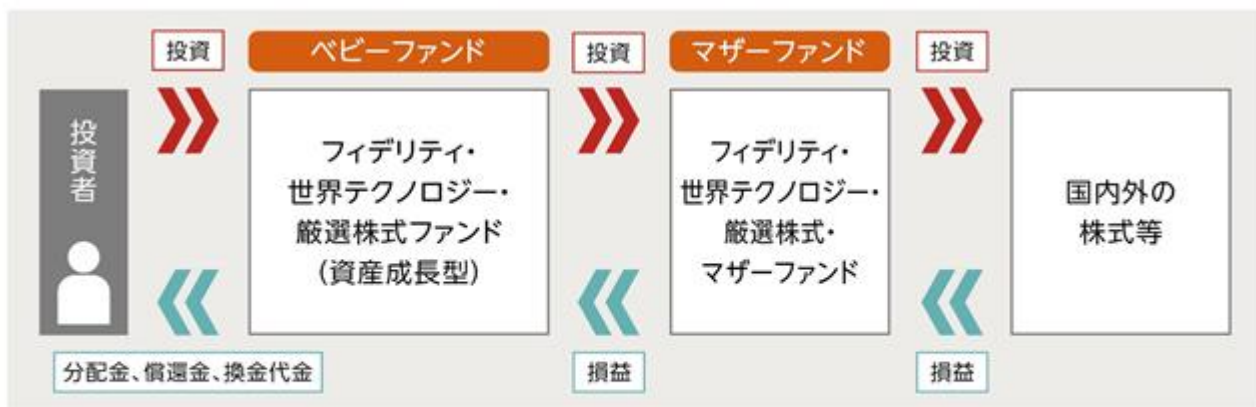 投資
ベビーファンド
投資
マザーファンド
投資
投資者
フィデリティ・
世界テクノロジー・
厳選株式ファンド
(資産成長型)
フィデリティ・
世界テクノロジー・
厳選株式・
マザーファンド
国内外の
株式等
分配金、償還金、換金代金
損益
損益